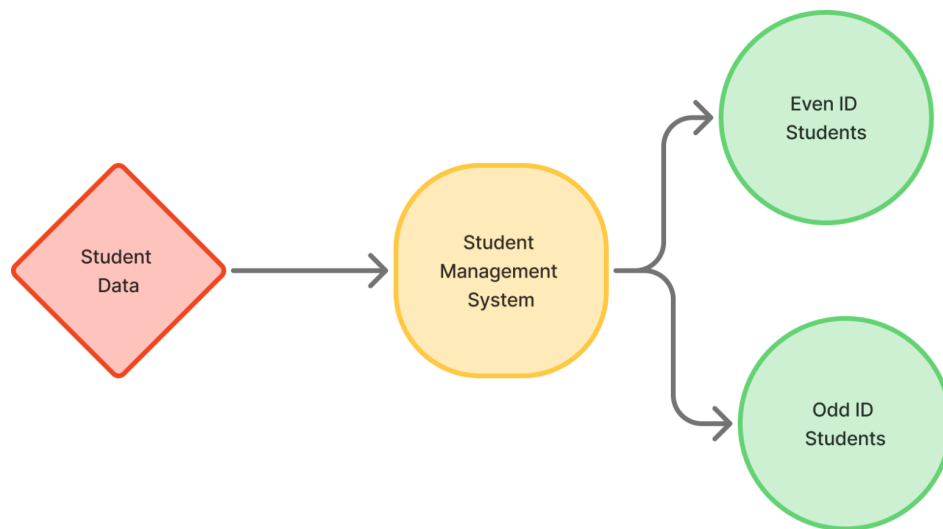 Student
Data
Student
Management
System
Even ID
Students
Odd ID
Students